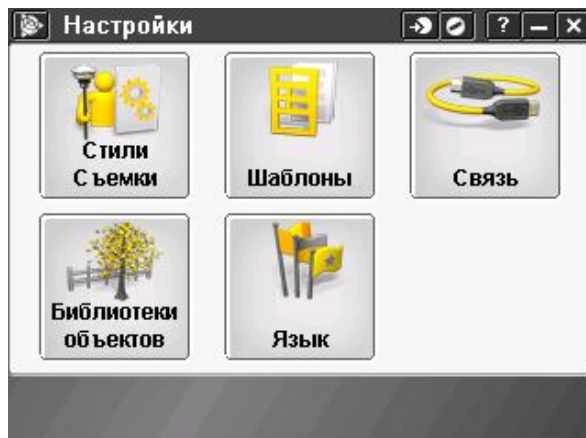 Настройки
?
Стили
Съемки
Шаблоны
Связь
Библиотеки
объектов
Язык